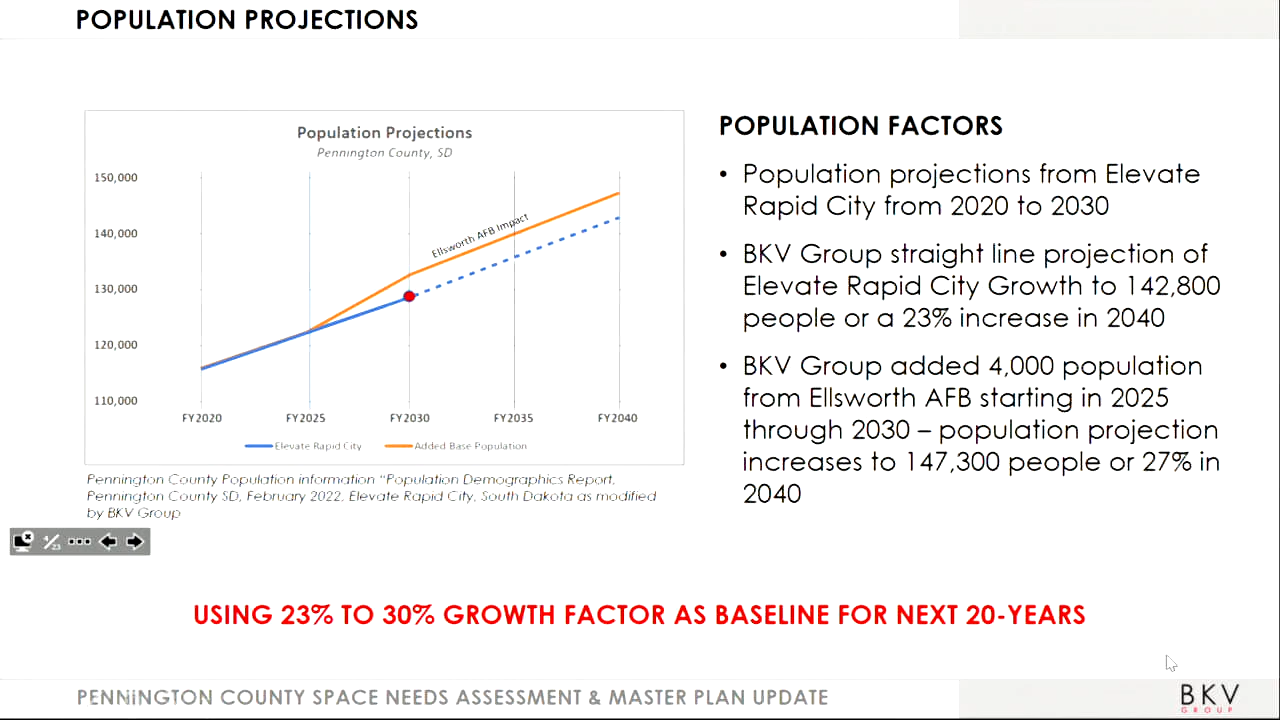 POPULATION PROJECTIONS
Population Projections
Pennington County, SD
150,000
140,000
130,000
120,000
110,000
Ellsworth AFB Impact
FY2020 FY2025 FY2030 FY2035 FY2040
Elevate Rapid City Added Base Population
Pennington County Population information “Population Demographics Report,
Pennington County SD, February 2022, Elevate Rapid City, South Dakota as modified
by BKV Group
POPULATION FACTORS
• Population projections from Elevate
Rapid City from 2020 to 2030
• BKV Group straight line projection of
Elevate Rapid City Growth to 142,800
people or a 23% increase in 2040
• BKV Group added 4,000 population
from Ellsworth AFB starting in 2025
through 2030 – population projection
increases to 147,300 people or 27% in
2040
USING 23% TO 30% GROWTH FACTOR AS BASELINE FOR NEXT 20-YEARS
PENNINGTON COUNTY SPACE NEEDS ASSESSMENT & MASTER PLAN UPDATE
BKV
GROUP